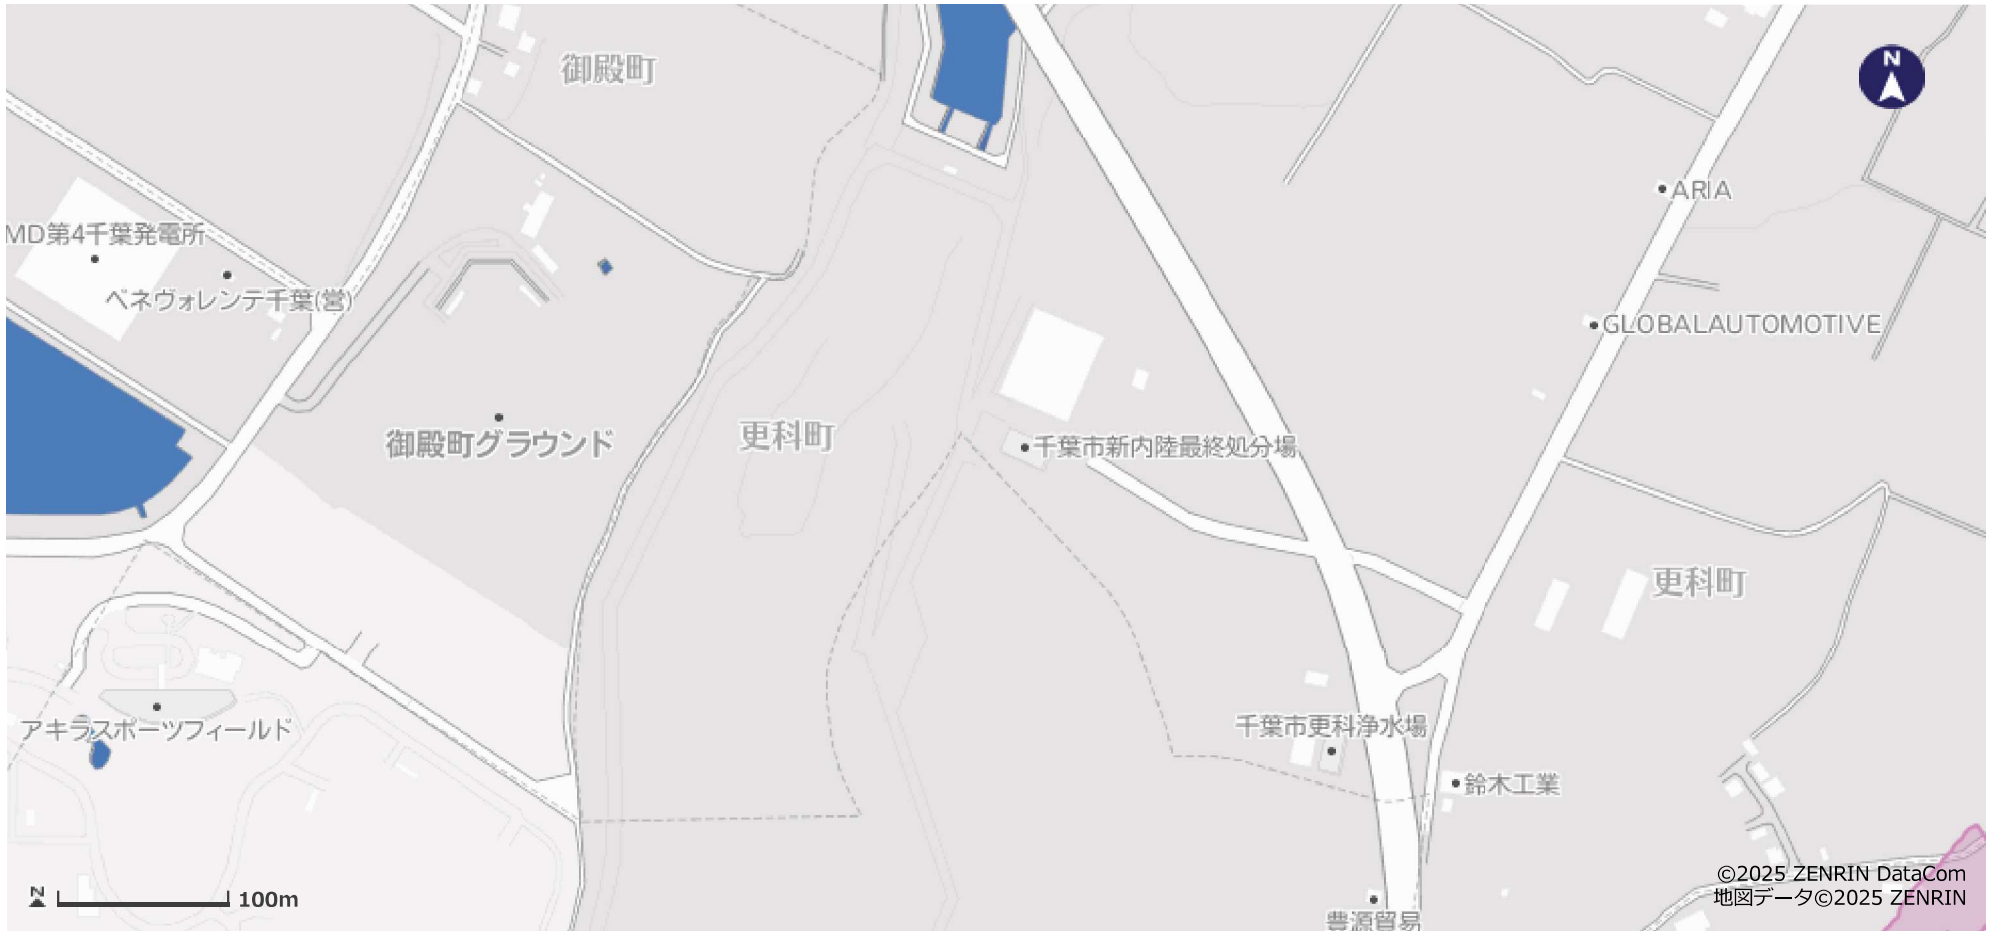 御殿町
N
ARIA
MD第4千葉発電所
ベネヴォレンテ千葉(営)
GLOBALAUTOMOTIVE
御殿町グラウンド
更科町
千葉市新内陸最終処分場
更科町
アキラスポーツフィールド
千葉市更科浄水場
鈴木工業
豊源貿易
N
100m
©2025 ZENRIN DataCom
地図データ©2025 ZENRIN